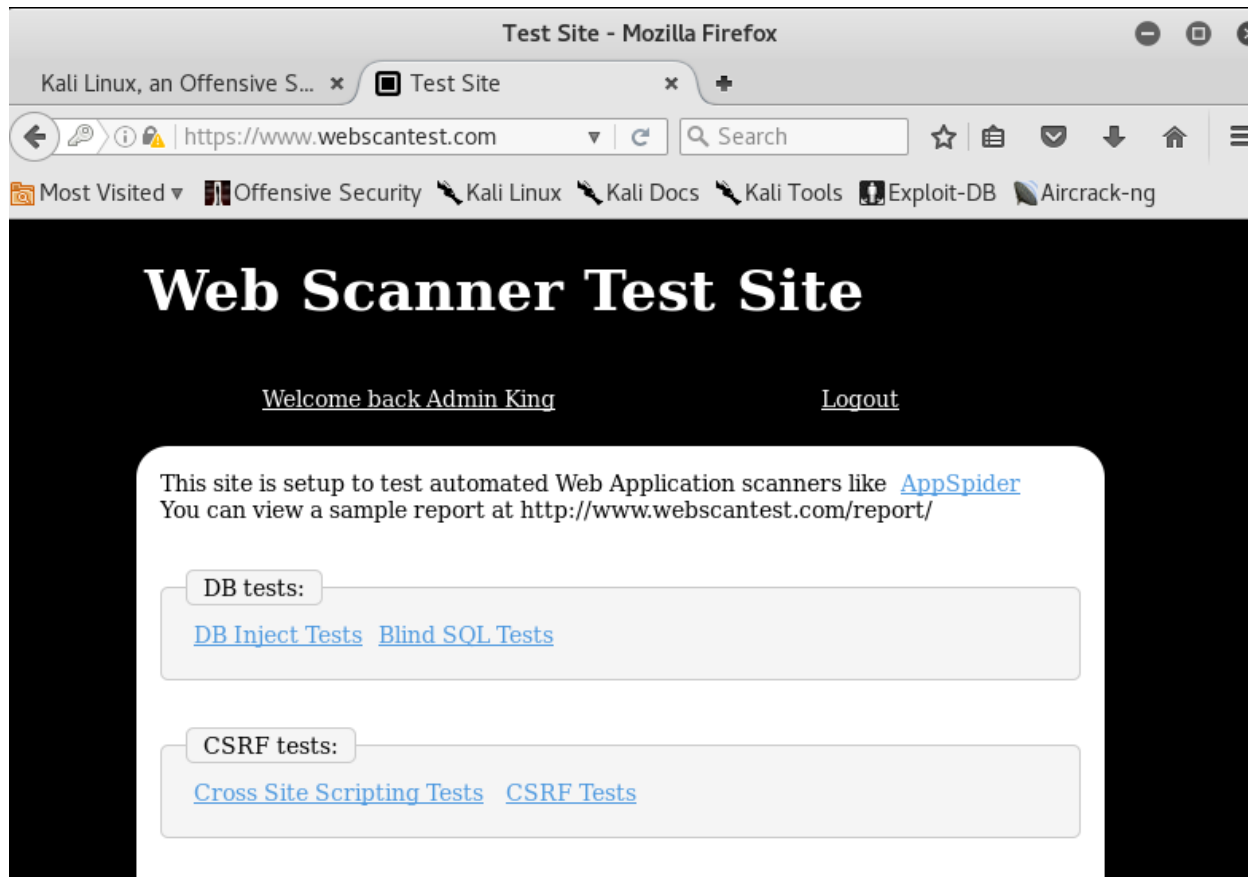 Test Site - Mozilla Firefox
Kali Linux, an Offensive S... Test Site
https://www.webscantest.com Search
Most Visited Offensive Security Kali Linux Kali Docs Kali Tools Exploit-DB Aircrack-ng
Web Scanner Test Site
Welcome back Admin King Logout
This site is setup to test automated Web Application scanners like AppSpider
You can view a sample report at http://www.webscantest.com/report/
DB tests:
DB Inject Tests Blind SQL Tests
CSRF tests:
Cross Site Scripting Tests CSRF Tests